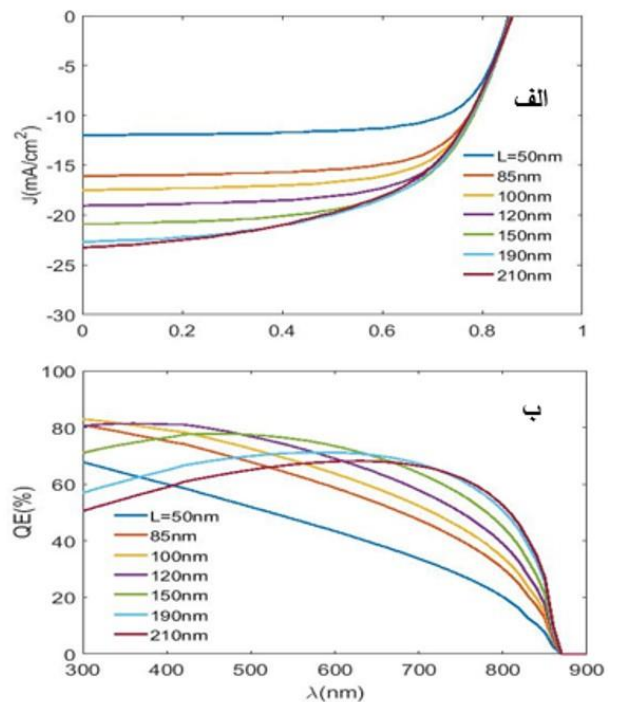 0
-5
-10
-15
-20
-25
-30
J(mA/cm²)
الف
L=50nm
85nm
100nm
120nm
150nm
190nm
210nm
0 0.2 0.4 0.6 0.8 1
100
80
60
40
20
0
QE(%)
ب
L=50nm
85nm
100nm
120nm
150nm
190nm
210nm
300 400 500 600 700 800 900
λ(nm)